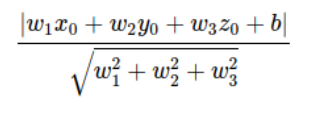 |w₁x₀ + w₂y₀ + w₃z₀ + b|
√(w₁² + w₂² + w₃²)